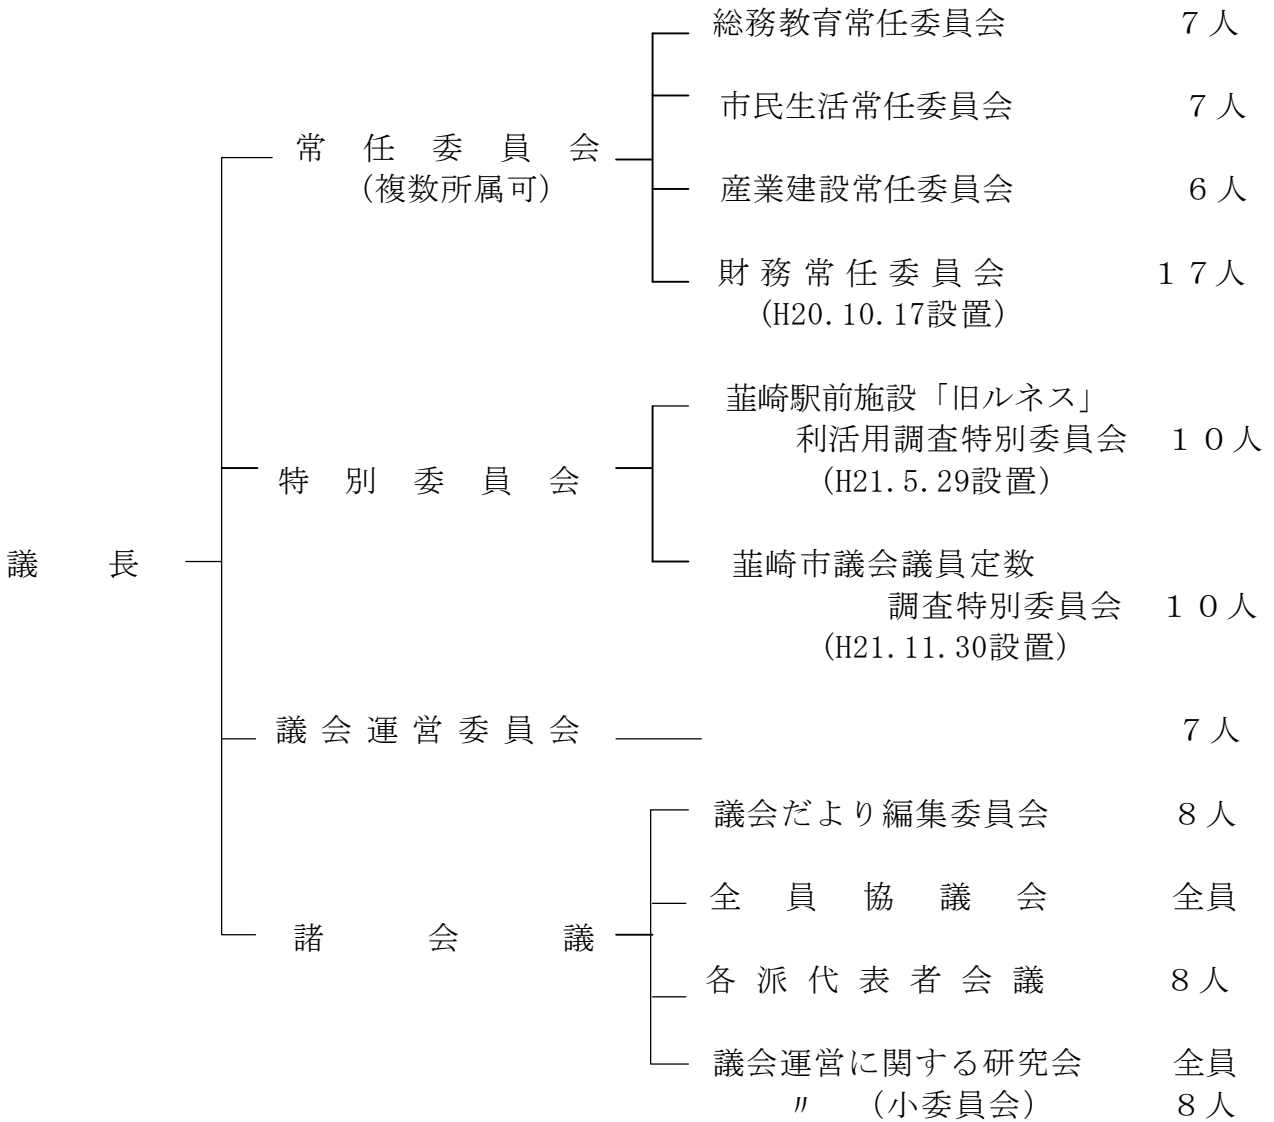 総務教育常任委員会 ７人
市民生活常任委員会 ７人
常任委員会
(複数所属可)
産業建設常任委員会 ６人
財務常任委員会 １７人
(H20.10.17設置)
韮崎駅前施設「旧ルネス」
利活用調査特別委員会 １０人
(H21.5.29設置)
特別委員会
議長
韮崎市議会議員定数
調査特別委員会 １０人
(H21.11.30設置)
議会運営委員会 ７人
議会だより編集委員会 ８人
全員協議会 全員
諸会議
各派代表者会議 ８人
議会運営に関する研究会 全員
〃 （小委員会） ８人